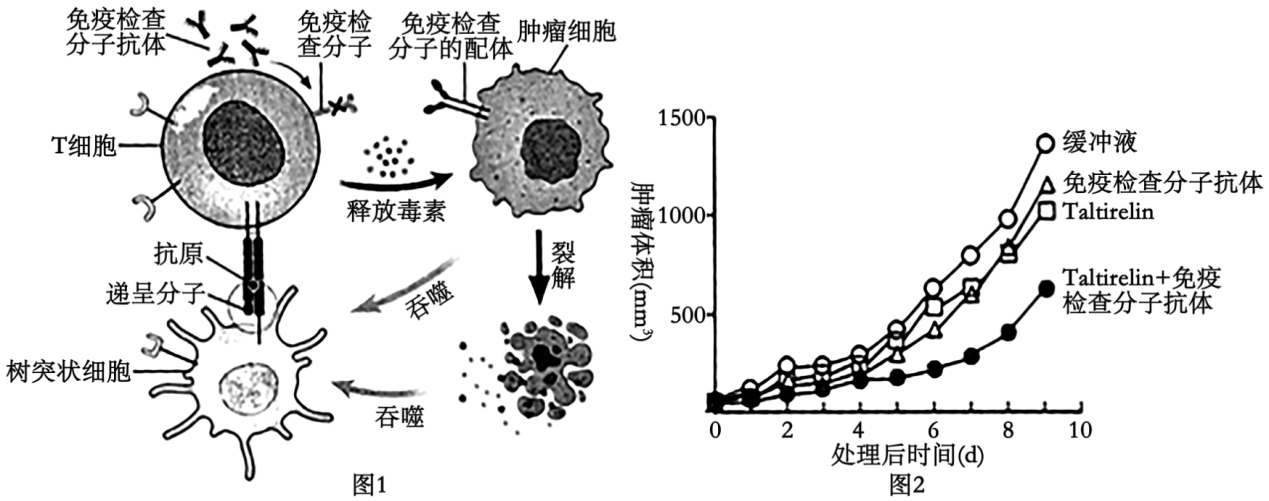 免疫检查
分子抗体
免疫检
查分子
免疫检查
分子的配体
肿瘤细胞
T细胞
释放毒素
抗原
递呈分子
吞噬
裂解
树突状细胞
吞噬
图1
1500
1000
500
肿瘤体积(mm³)
缓冲液
免疫检查分子抗体
Taltirelin
Taltirelin+免疫
检查分子抗体
0 2 4 6 8 10
处理后时间(d)
图2